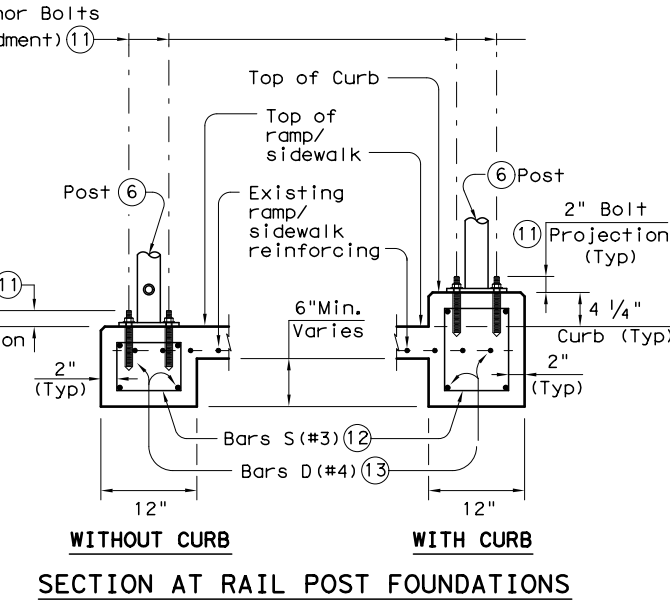 nor Bolts
dment) 11
Top of Curb
Top of
ramp/
sidewalk
Post 6
6 Post
Existing
ramp/
sidewalk
reinforcing
2" Bolt
11 Projection
(Typ)
11
on
6"Min.
Varies
4 1/4"
Curb (Typ)
2"
(Typ)
2"
(Typ)
Bars S(#3) 12
Bars D(#4) 13
12"
12"
WITHOUT CURB
WITH CURB
SECTION AT RAIL POST FOUNDATIONS